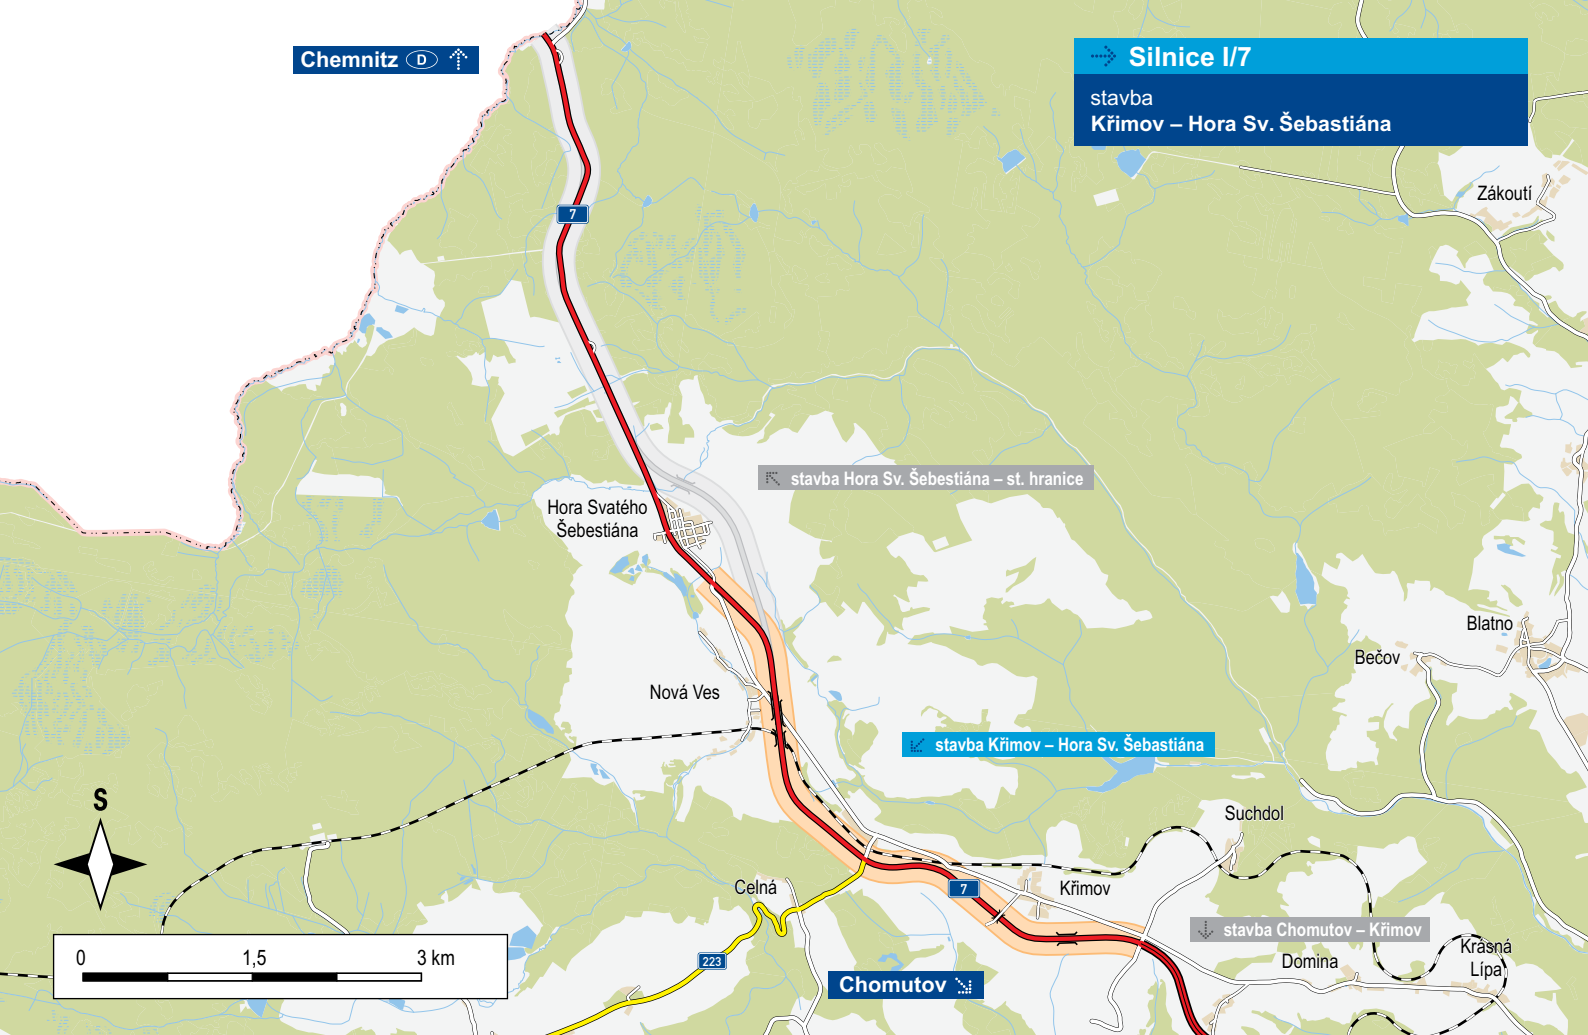 Chemnitz D
Silnice I/7
stavba
Křimov – Hora Sv. Šebastiána
Zákoutí
7
stavba Hora Sv. Šebestiána – st. hranice
Hora Svatého
Šebestiána
Blatno
Bečov
Nová Ves
stavba Křimov – Hora Sv. Šebastiána
S
Suchdol
Celná
7
Křimov
stavba Chomutov – Křimov
Krásná
Lípa
Domina
223
0 1,5 3 km
Chomutov